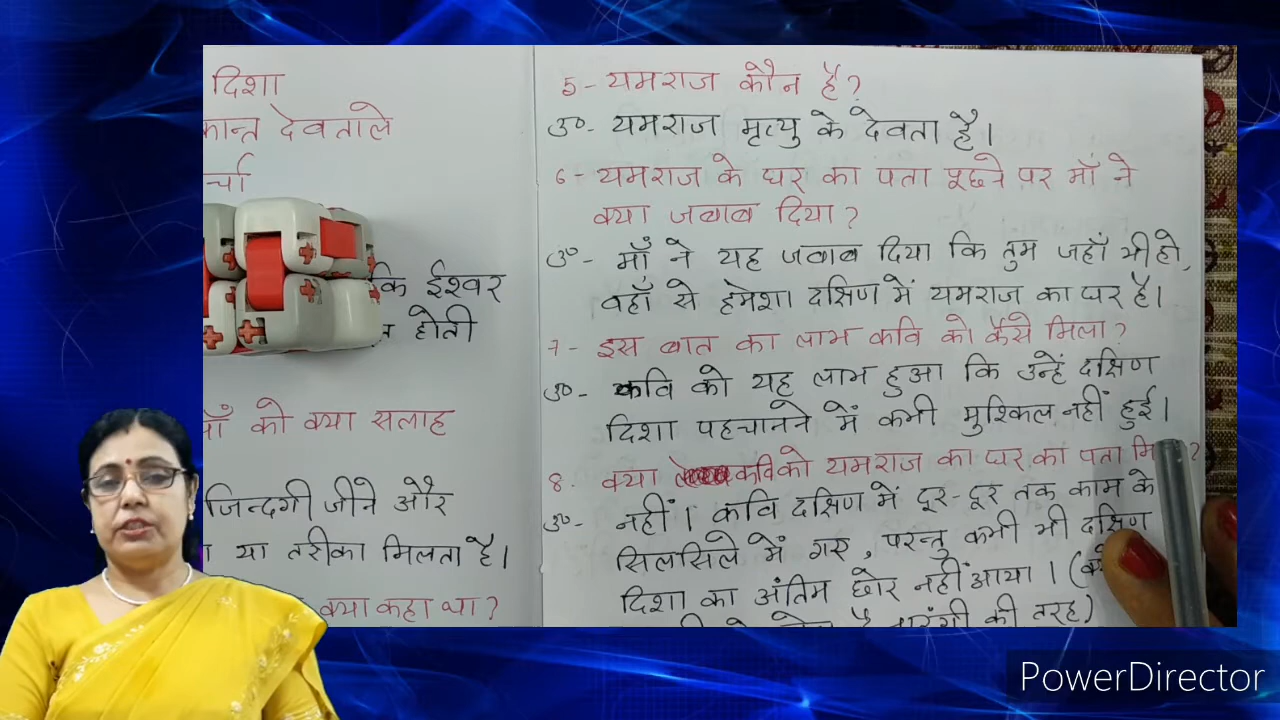 दिशा
कान्त देवताले
र्चा
कि ईश्वर
होती
माँ को क्या सलाह
जिन्दगी जीने और
या तरीका मिलता है।
क्या कहा था?
5- यमराज कौन है?
उ०- यमराज मृत्यु के देवता है।
6- यमराज के घर का पता पूछने पर माँ ने
क्या जवाब दिया?
उ०- माँ ने यह जवाब दिया कि तुम जहाँ भी हो,
वहाँ से हमेशा दक्षिण में यमराज का घर है।
7- इस बात का लाभ कवि को कैसे मिला?
उ०- कवि को यह लाभ हुआ कि उन्हें दक्षिण
दिशा पहचानने में कभी मुश्किल नहीं हुई।
8. क्या कवि को यमराज का घर का पता मि ?
उ०- नहीं। कवि दक्षिण में दूर-दूर तक काम के
सिलसिले में गए, परन्तु कभी भी दक्षिण
दिशा का अंतिम छोर नहीं आया। (
नारंगी की तरह)
PowerDirector